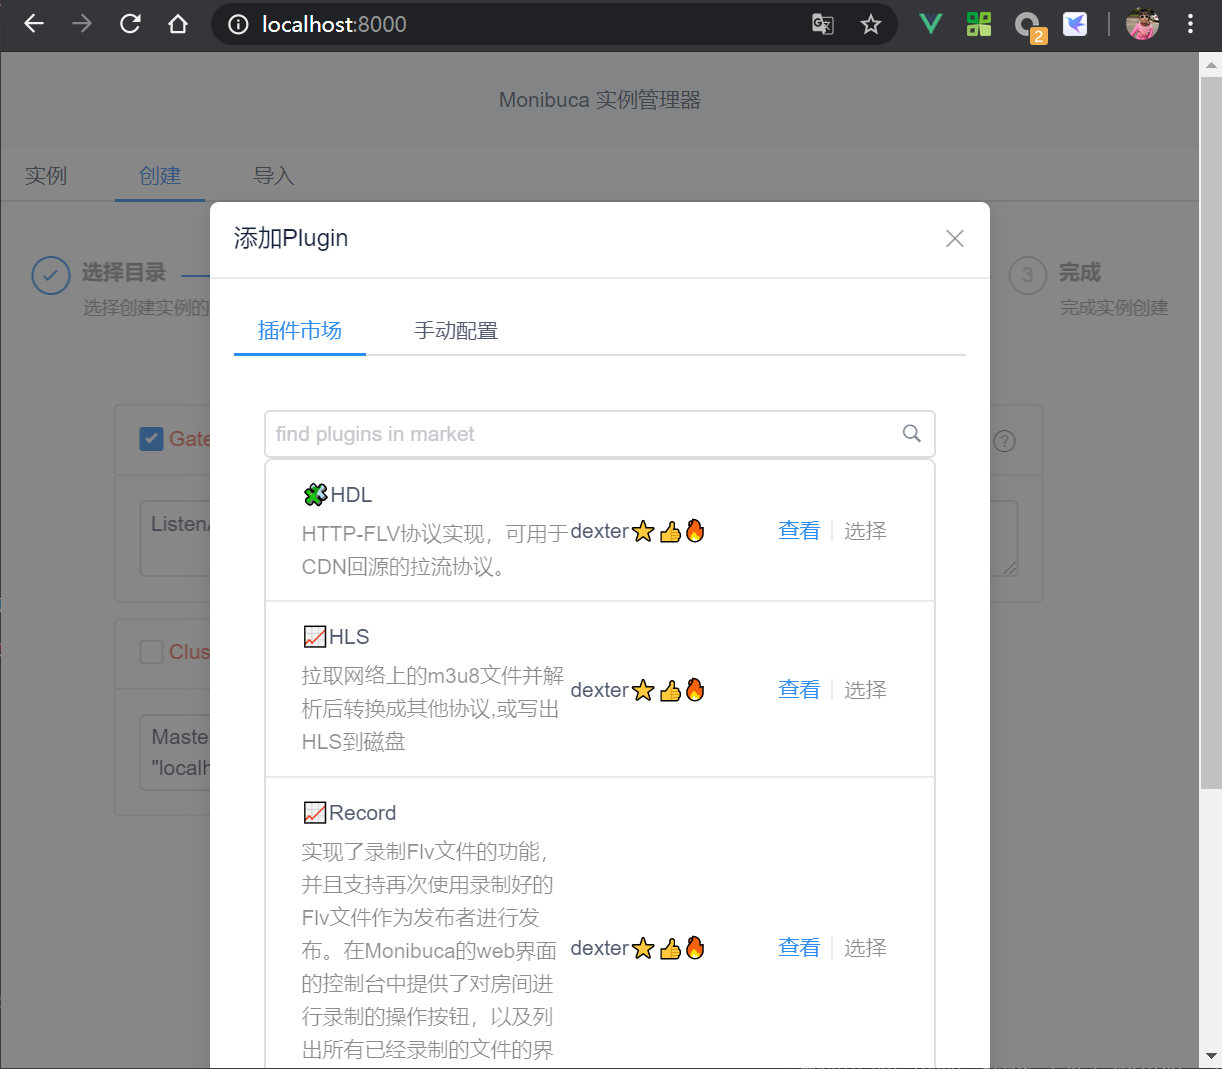 localhost:8000
2
Monibuca 实例管理器
实例
创建
导入
选择目录
选择创建实例的
3
完成
完成实例创建
添加Plugin
插件市场
手动配置
find plugins in market
Gate
?
Listen
HDL
HTTP-FLV协议实现，可用于
CDN回源的拉流协议。
dexter⭐👍🔥
查看
选择
HLS
拉取网络上的m3u8文件并解
析后转换成其他协议,或写出
HLS到磁盘
dexter⭐👍🔥
查看
选择
Clus
Maste
"localh
Record
实现了录制Flv文件的功能，
并且支持再次使用录制好的
Flv文件作为发布者进行发
布。在Monibuca的web界面
的控制台中提供了对房间进
行录制的操作按钮，以及列
出所有已经录制的文件的界
dexter⭐👍🔥
查看
选择